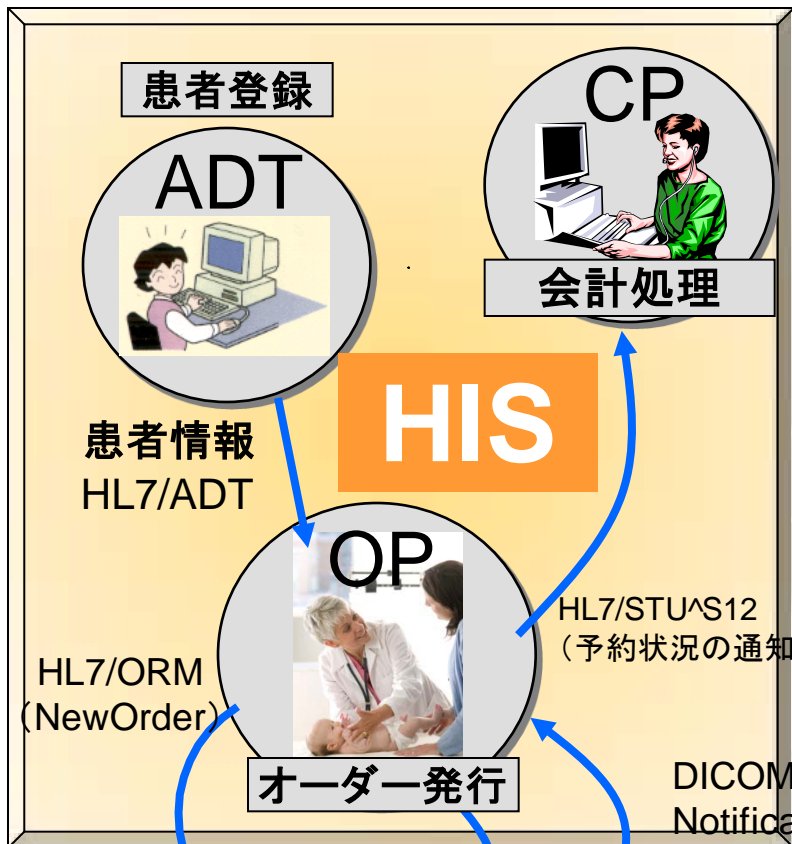 患者登録
ADT
CP
会計処理
HIS
患者情報
HL7/ADT
OP
HL7/STU^S12
（予約状況の通知
HL7/ORM
（NewOrder）
オーダー発行
DICOM
Notifica